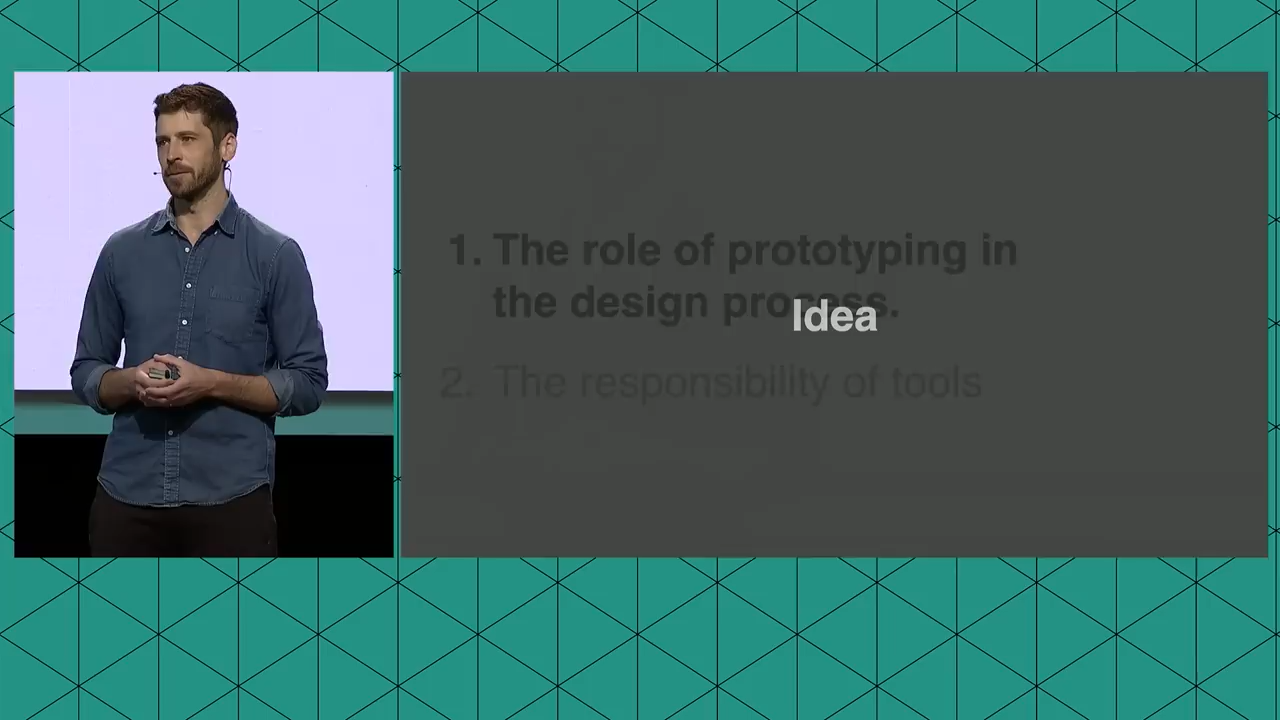 1. The role of prototyping in
the design process.
Idea
2. The responsibility of tools